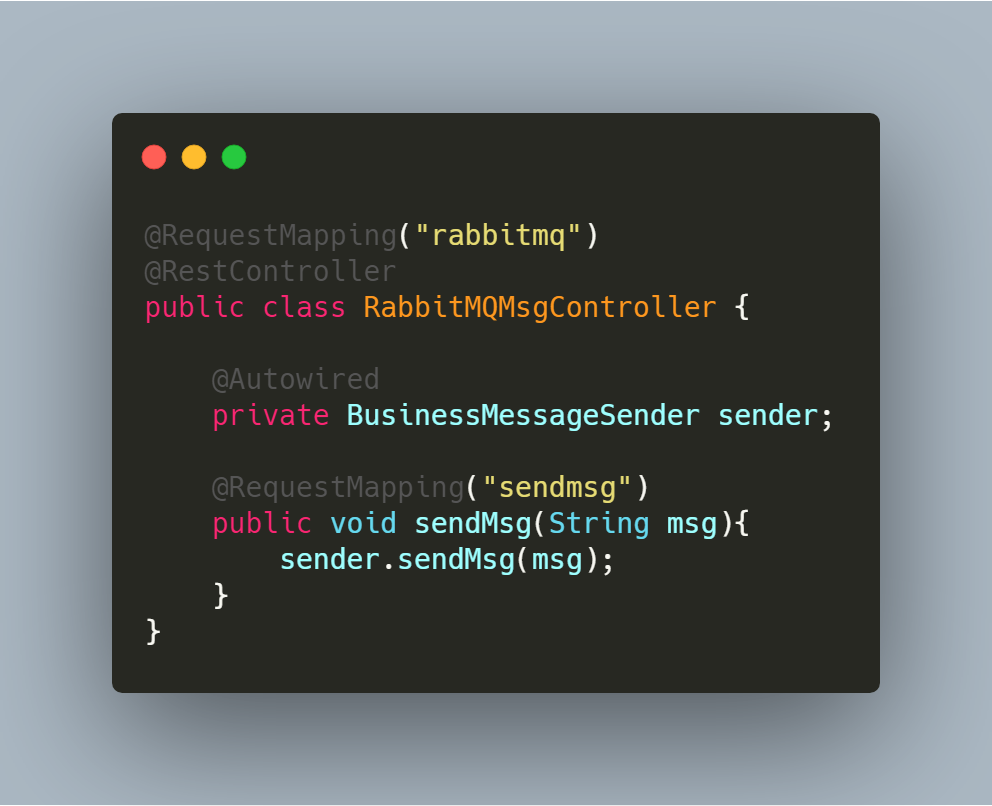 @RequestMapping("rabbitmq")
@RestController
public class RabbitMQMsgController {
@Autowired
private BusinessMessageSender sender;
@RequestMapping("sendmsg")
public void sendMsg(String msg){
sender.sendMsg(msg);
}
}